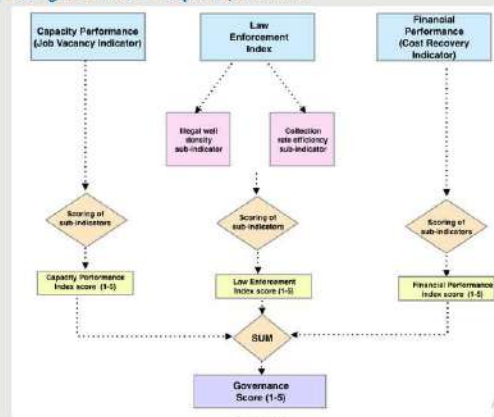 Capacity Performance
(Job Vacancy Indicator)
Law
Enforcement
Index
Financial
Performance
(Cost Recovery
Indicator)
Illegal well
density
sub-indicator
Collection
rate efficiency
sub-indicator
Scoring of
sub-indicators
Scoring of
sub-indicators
Scoring of
sub-indicators
Capacity Performance
Index score (1-5)
Law Enforcement
Index score (1-5)
Financial Performance
Index score (1-5)
SUM
Governance
Score (1-5)